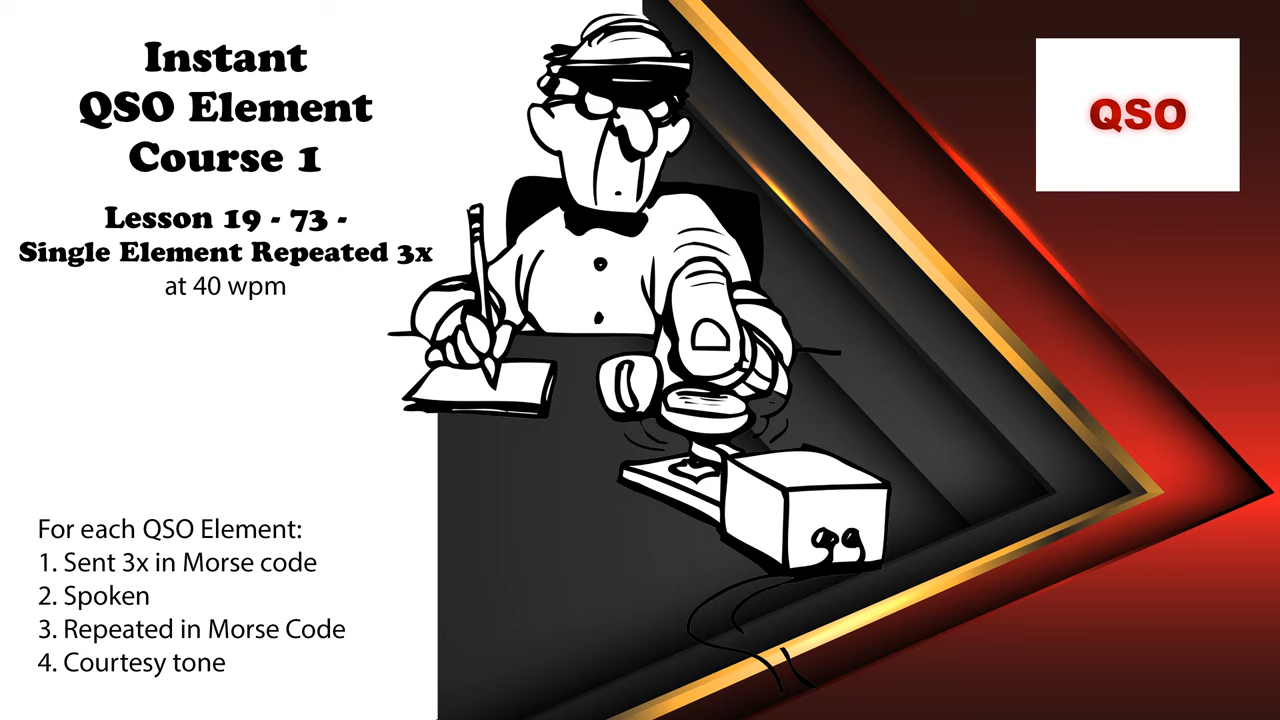 Instant
QSO Element
Course 1
Lesson 19 - 73 -
Single Element Repeated 3x
at 40 wpm
QSO
For each QSO Element:
1. Sent 3x in Morse code
2. Spoken
3. Repeated in Morse Code
4. Courtesy tone